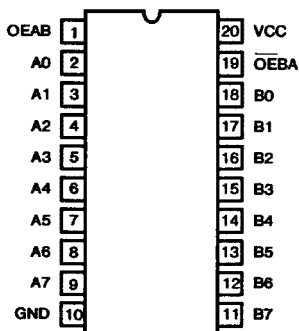 OEAB 1 20 VCC
A0 2 19 O̅E̅B̅A̅
A1 3 18 B0
A2 4 17 B1
A3 5 16 B2
A4 6 15 B3
A5 7 14 B4
A6 8 13 B5
A7 9 12 B6
GND 10 11 B7